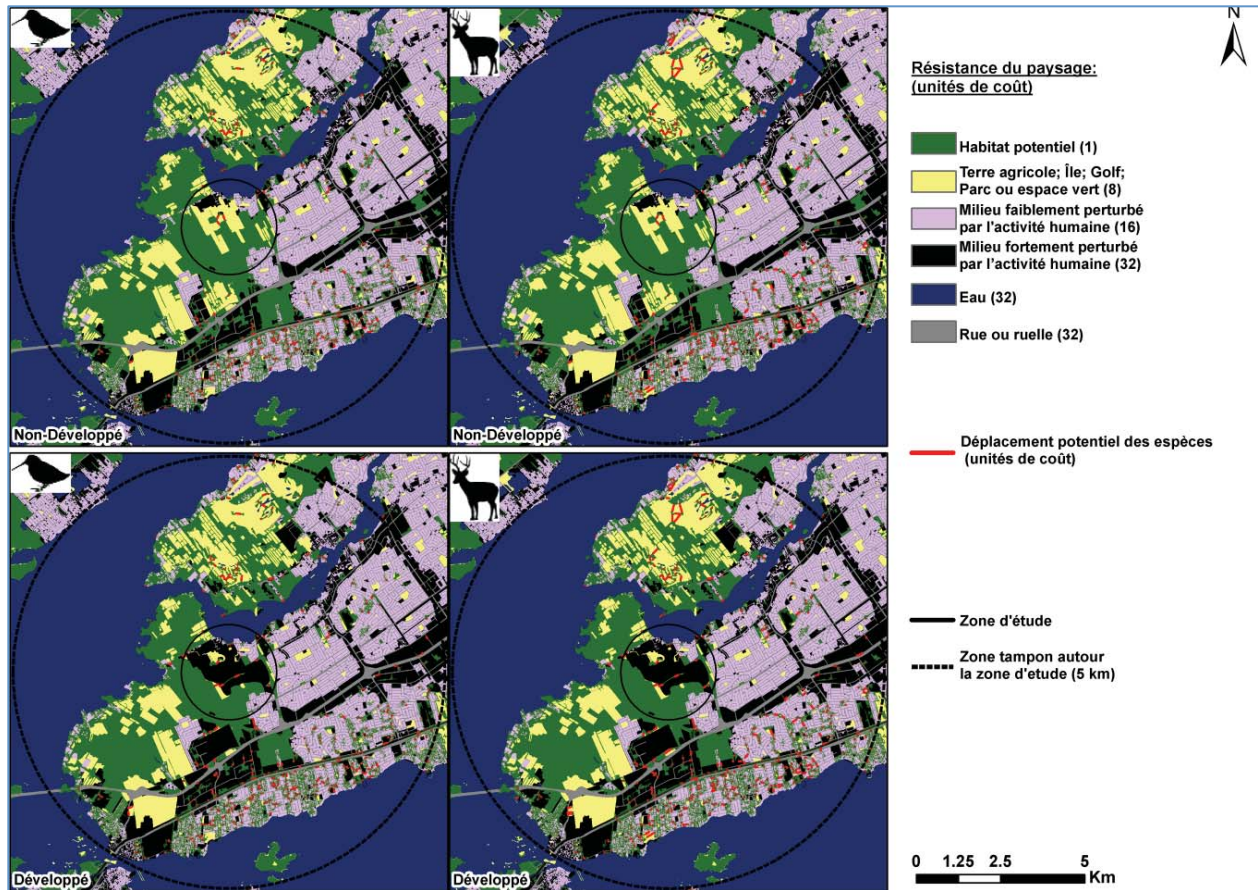 N
Résistance du paysage:
(unités de coût)
Habitat potentiel (1)
Terre agricole; Île; Golf;
Parc ou espace vert (8)
Milieu faiblement perturbé
par l'activité humaine (16)
Milieu fortement perturbé
par l'activité humaine (32)
Eau (32)
Rue ou ruelle (32)
Déplacement potentiel des espèces
(unités de coût)
Zone d'étude
Zone tampon autour
la zone d'etude (5 km)
0 1.25 2.5 5
Km
Non-Développé
Non-Développé
Développé
Développé